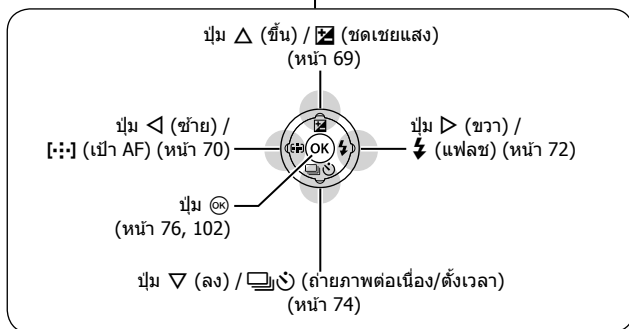 ปุ่ม △ (ขึ้น) / (ชดเชยแสง)
(หน้า 69)
ปุ่ม ◁ (ซ้าย) /
[·:·] (เป้า AF) (หน้า 70)
OK
ปุ่ม ▷ (ขวา) /
(แฟลช) (หน้า 72)
ปุ่ม OK
(หน้า 76, 102)
ปุ่ม ▽ (ลง) / (ถ่ายภาพต่อเนื่อง/ตั้งเวลา)
(หน้า 74)